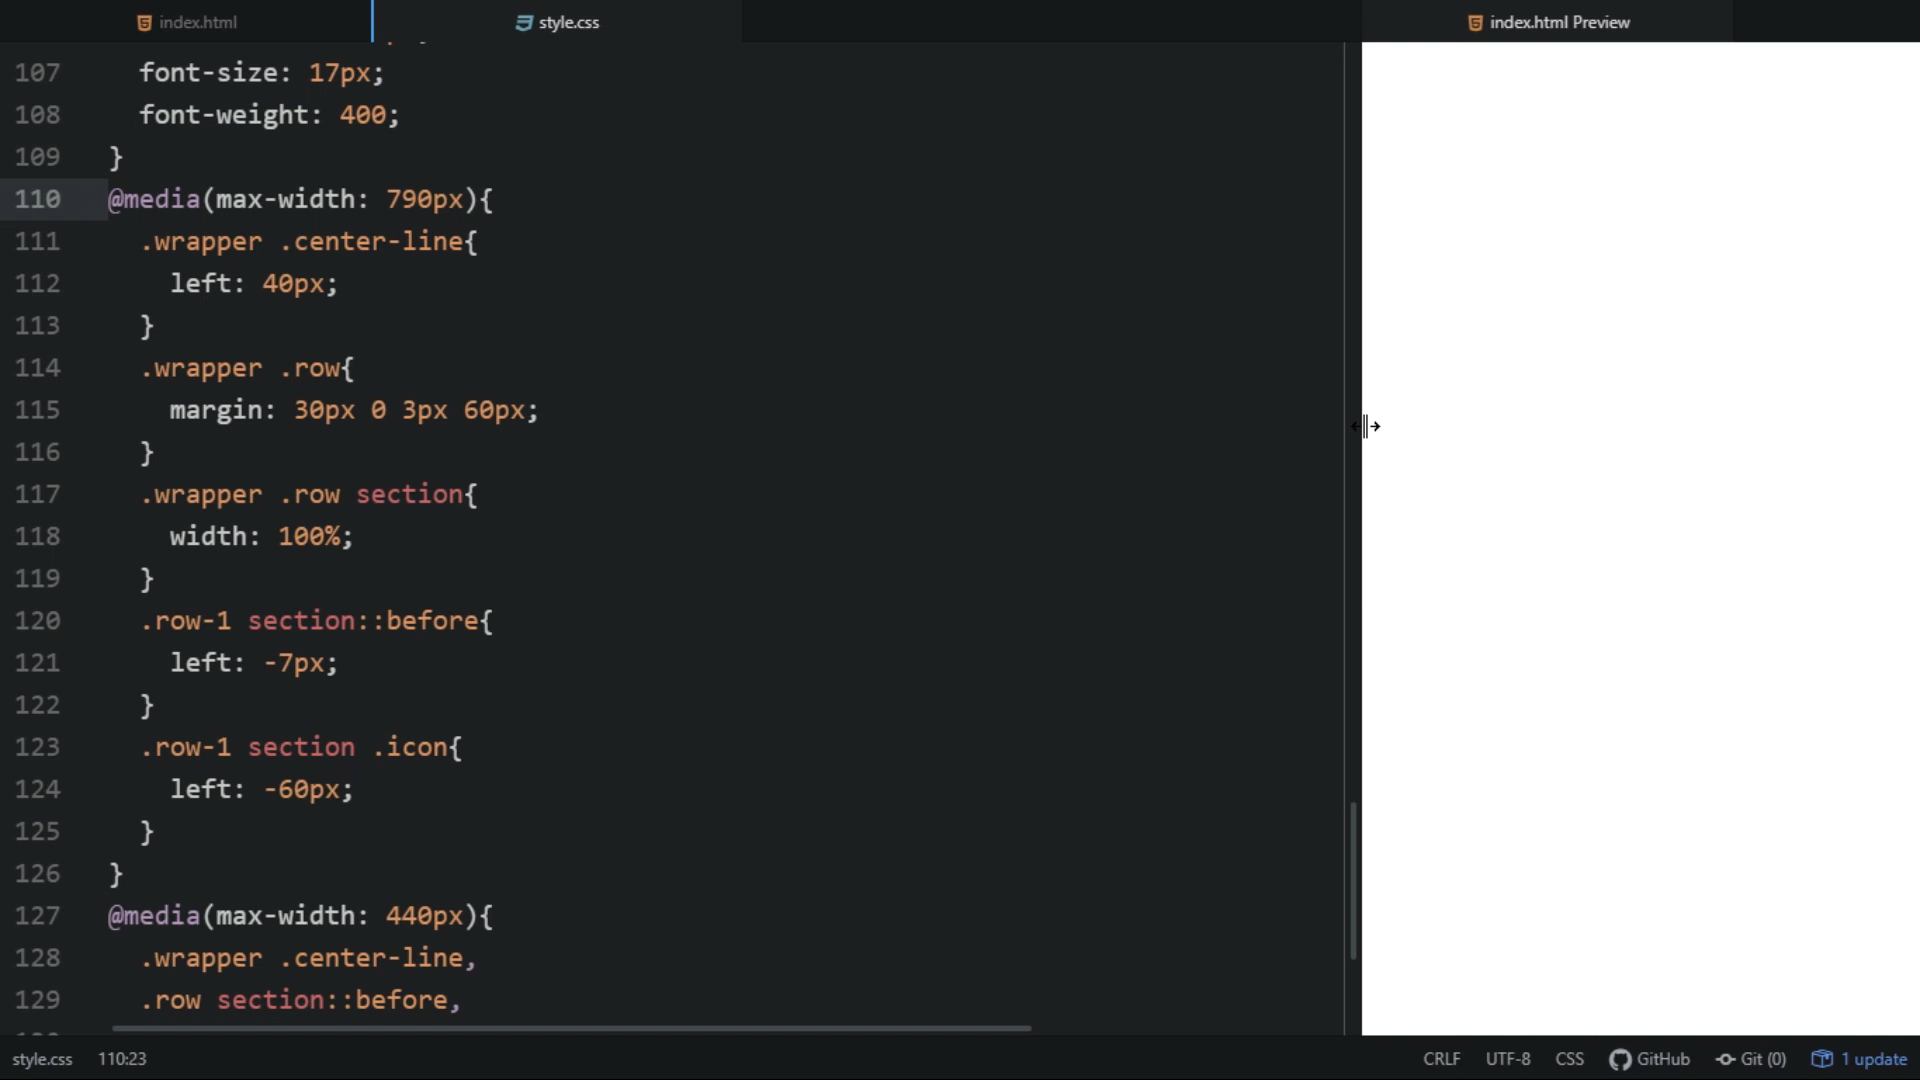 index.html
style.css
index.html Preview
107 font-size: 17px;
108 font-weight: 400;
109 }
110 @media(max-width: 790px){
111 .wrapper .center-line{
112 left: 40px;
113 }
114 .wrapper .row{
115 margin: 30px 0 3px 60px;
116 }
117 .wrapper .row section{
118 width: 100%;
119 }
120 .row-1 section::before{
121 left: -7px;
122 }
123 .row-1 section .icon{
124 left: -60px;
125 }
126 }
127 @media(max-width: 440px){
128 .wrapper .center-line,
129 .row section::before,
style.css 110:23
CRLF UTF-8 CSS GitHub Git (0) 1 update